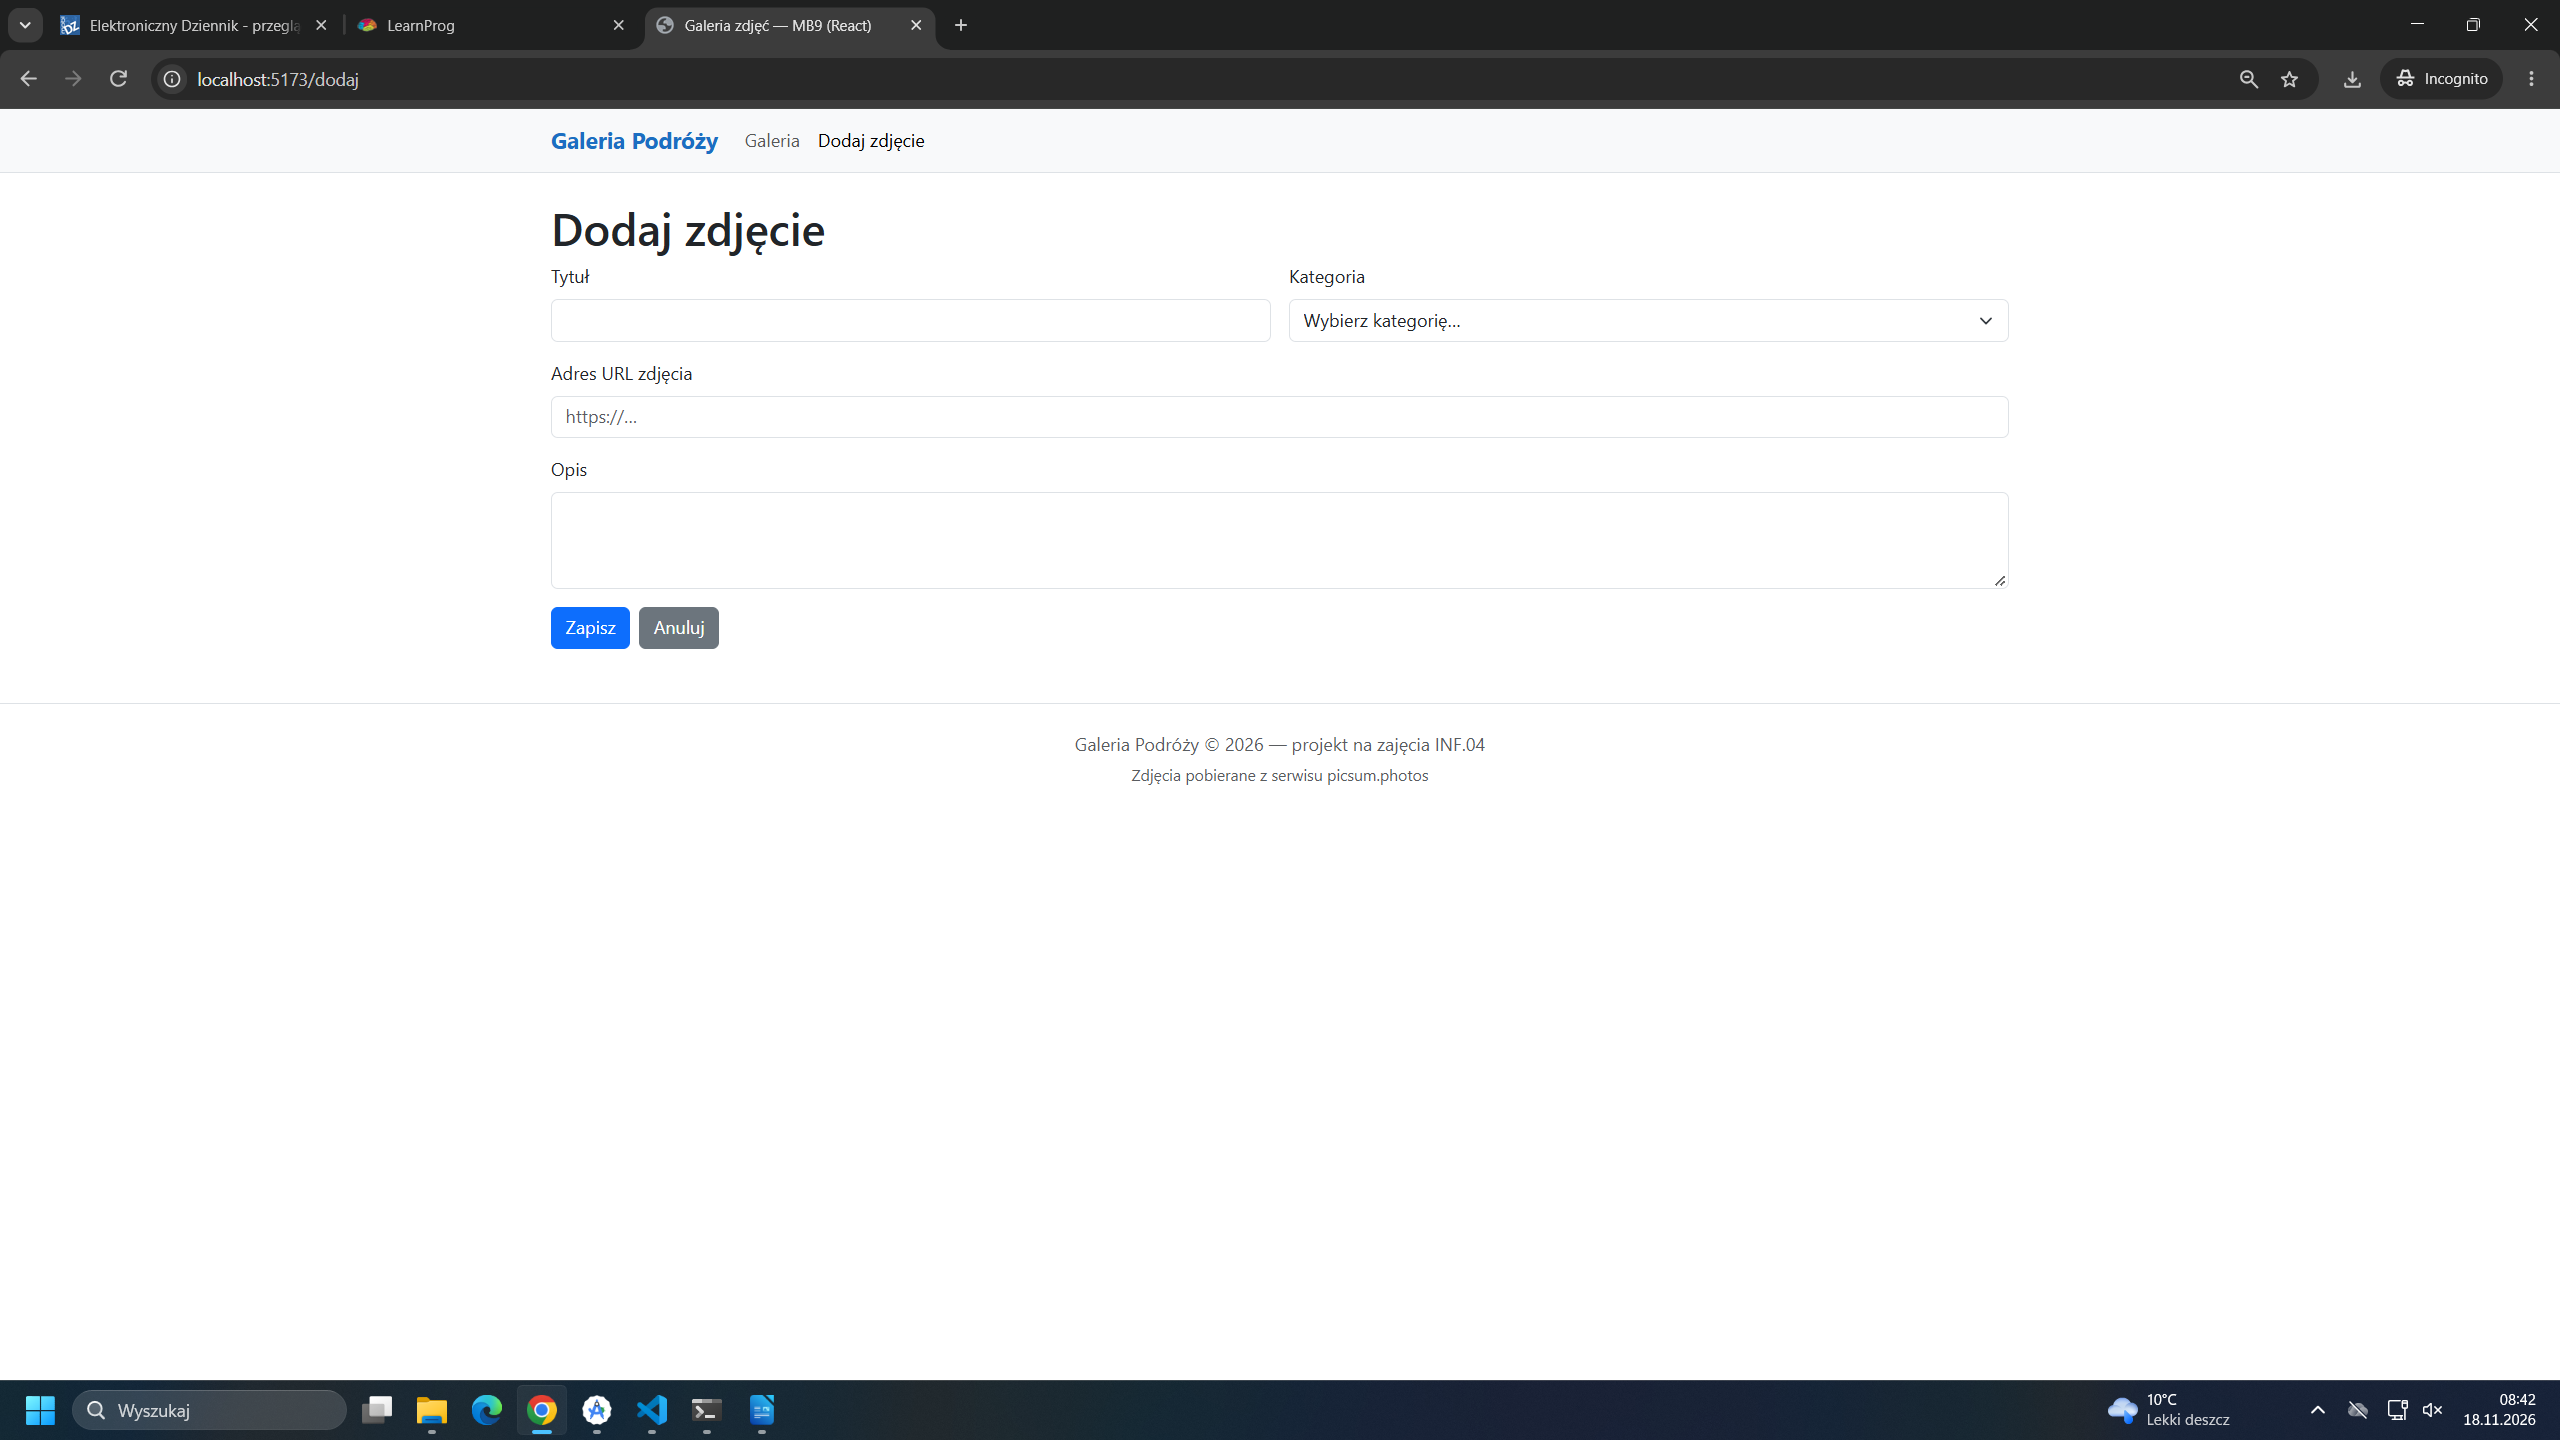 Elektroniczny Dziennik - przeglą
LearnProg
Galeria zdjęć — MB9 (React)
localhost:5173/dodaj
Incognito
Galeria Podróży
Galeria
Dodaj zdjęcie
Dodaj zdjęcie
Tytuł
Kategoria
Wybierz kategorię...
Adres URL zdjęcia
https://...
Opis
Zapisz
Anuluj
Galeria Podróży © 2026 — projekt na zajęcia INF.04
Zdjęcia pobierane z serwisu picsum.photos
Wyszukaj
10°C
Lekki deszcz
08:42
18.11.2026